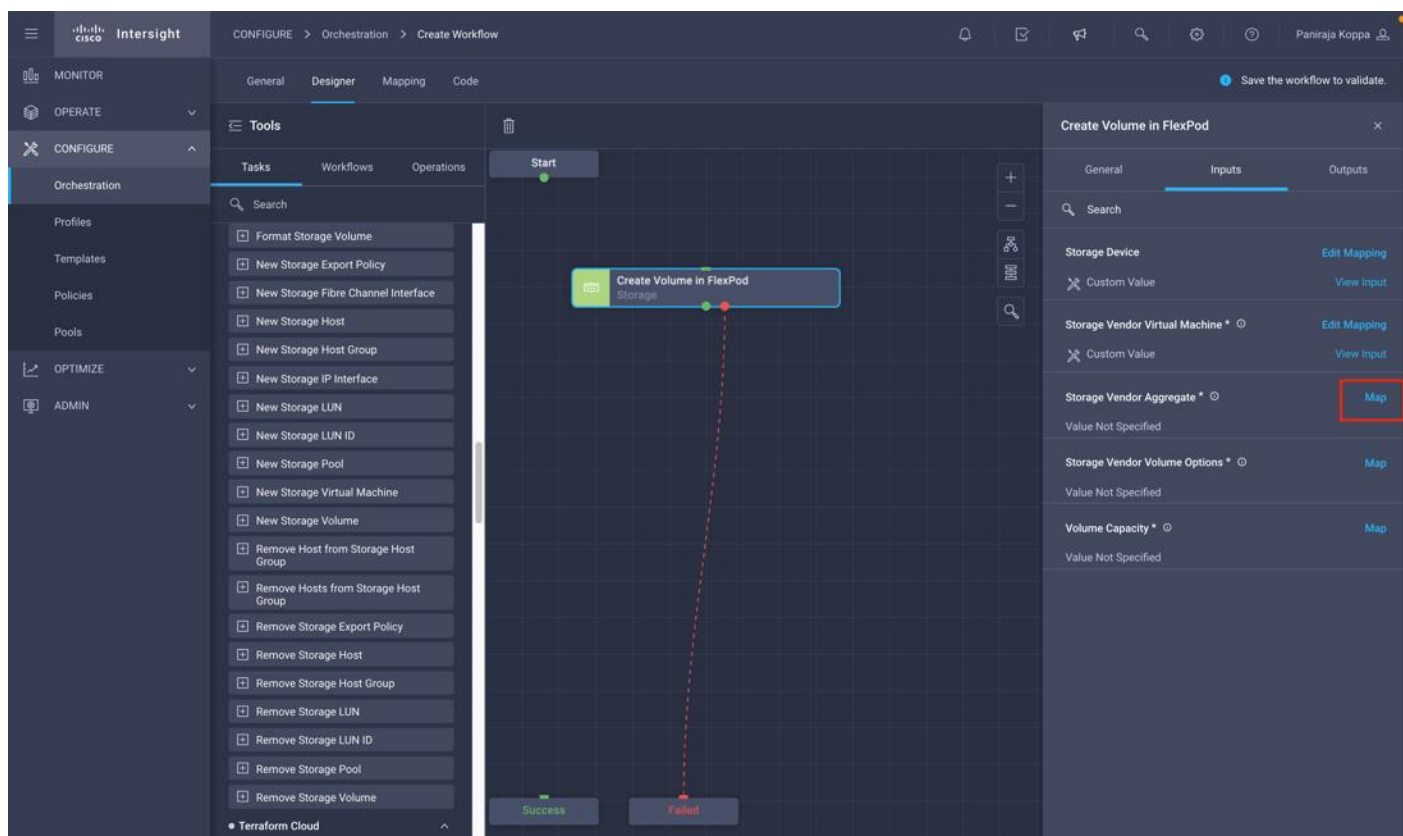 cisco Intersight
CONFIGURE > Orchestration > Create Workflow
Paniraja Koppa
MONITOR
OPERATE
CONFIGURE
Orchestration
Profiles
Templates
Policies
Pools
OPTIMIZE
ADMIN
General Designer Mapping Code
Save the workflow to validate.
Tools
Tasks Workflows Operations
Search
Format Storage Volume
New Storage Export Policy
New Storage Fibre Channel Interface
New Storage Host
New Storage Host Group
New Storage IP Interface
New Storage LUN
New Storage LUN ID
New Storage Pool
New Storage Virtual Machine
New Storage Volume
Remove Host from Storage Host
Group
Remove Hosts from Storage Host
Group
Remove Storage Export Policy
Remove Storage Host
Remove Storage Host Group
Remove Storage LUN
Remove Storage LUN ID
Remove Storage Pool
Remove Storage Volume
Terraform Cloud
Start
Create Volume in FlexPod
Storage
Success
Failed
Create Volume in FlexPod
General Inputs Outputs
Search
Storage Device Edit Mapping
Custom Value View Input
Storage Vendor Virtual Machine * Edit Mapping
Custom Value View Input
Storage Vendor Aggregate * Map
Value Not Specified
Storage Vendor Volume Options * Map
Value Not Specified
Volume Capacity * Map
Value Not Specified